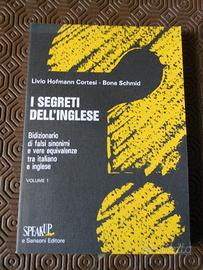 Livio Hofmann Cortesi - Bona Schmid
I SEGRETI
DELL'INGLESE
Bidizionario
di falsi sinonimi
e vere equivalenze
tra italiano
e inglese
VOLUME 1
SPEAK UP
e Sansoni Editore
subito